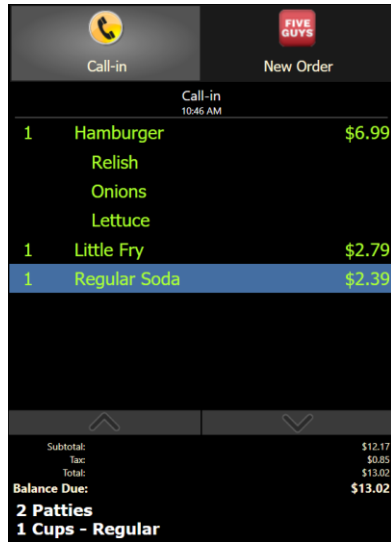 FIVE
GUYS
Call-in New Order
Call-in
10:46 AM
1 Hamburger $6.99
Relish
Onions
Lettuce
1 Little Fry $2.79
1 Regular Soda $2.39
Subtotal: $12.17
Tax: $0.85
Total: $13.02
Balance Due: $13.02
2 Patties
1 Cups - Regular